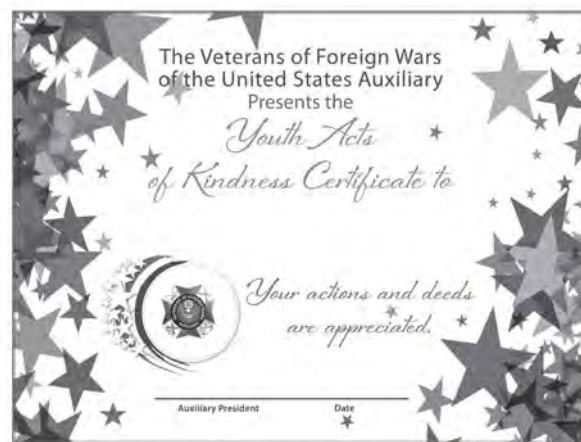 The Veterans of Foreign Wars
of the United States Auxiliary
Presents the
Youth Acts
of Kindness Certificate to
Your actions and deeds
are appreciated.
Auxiliary President Date